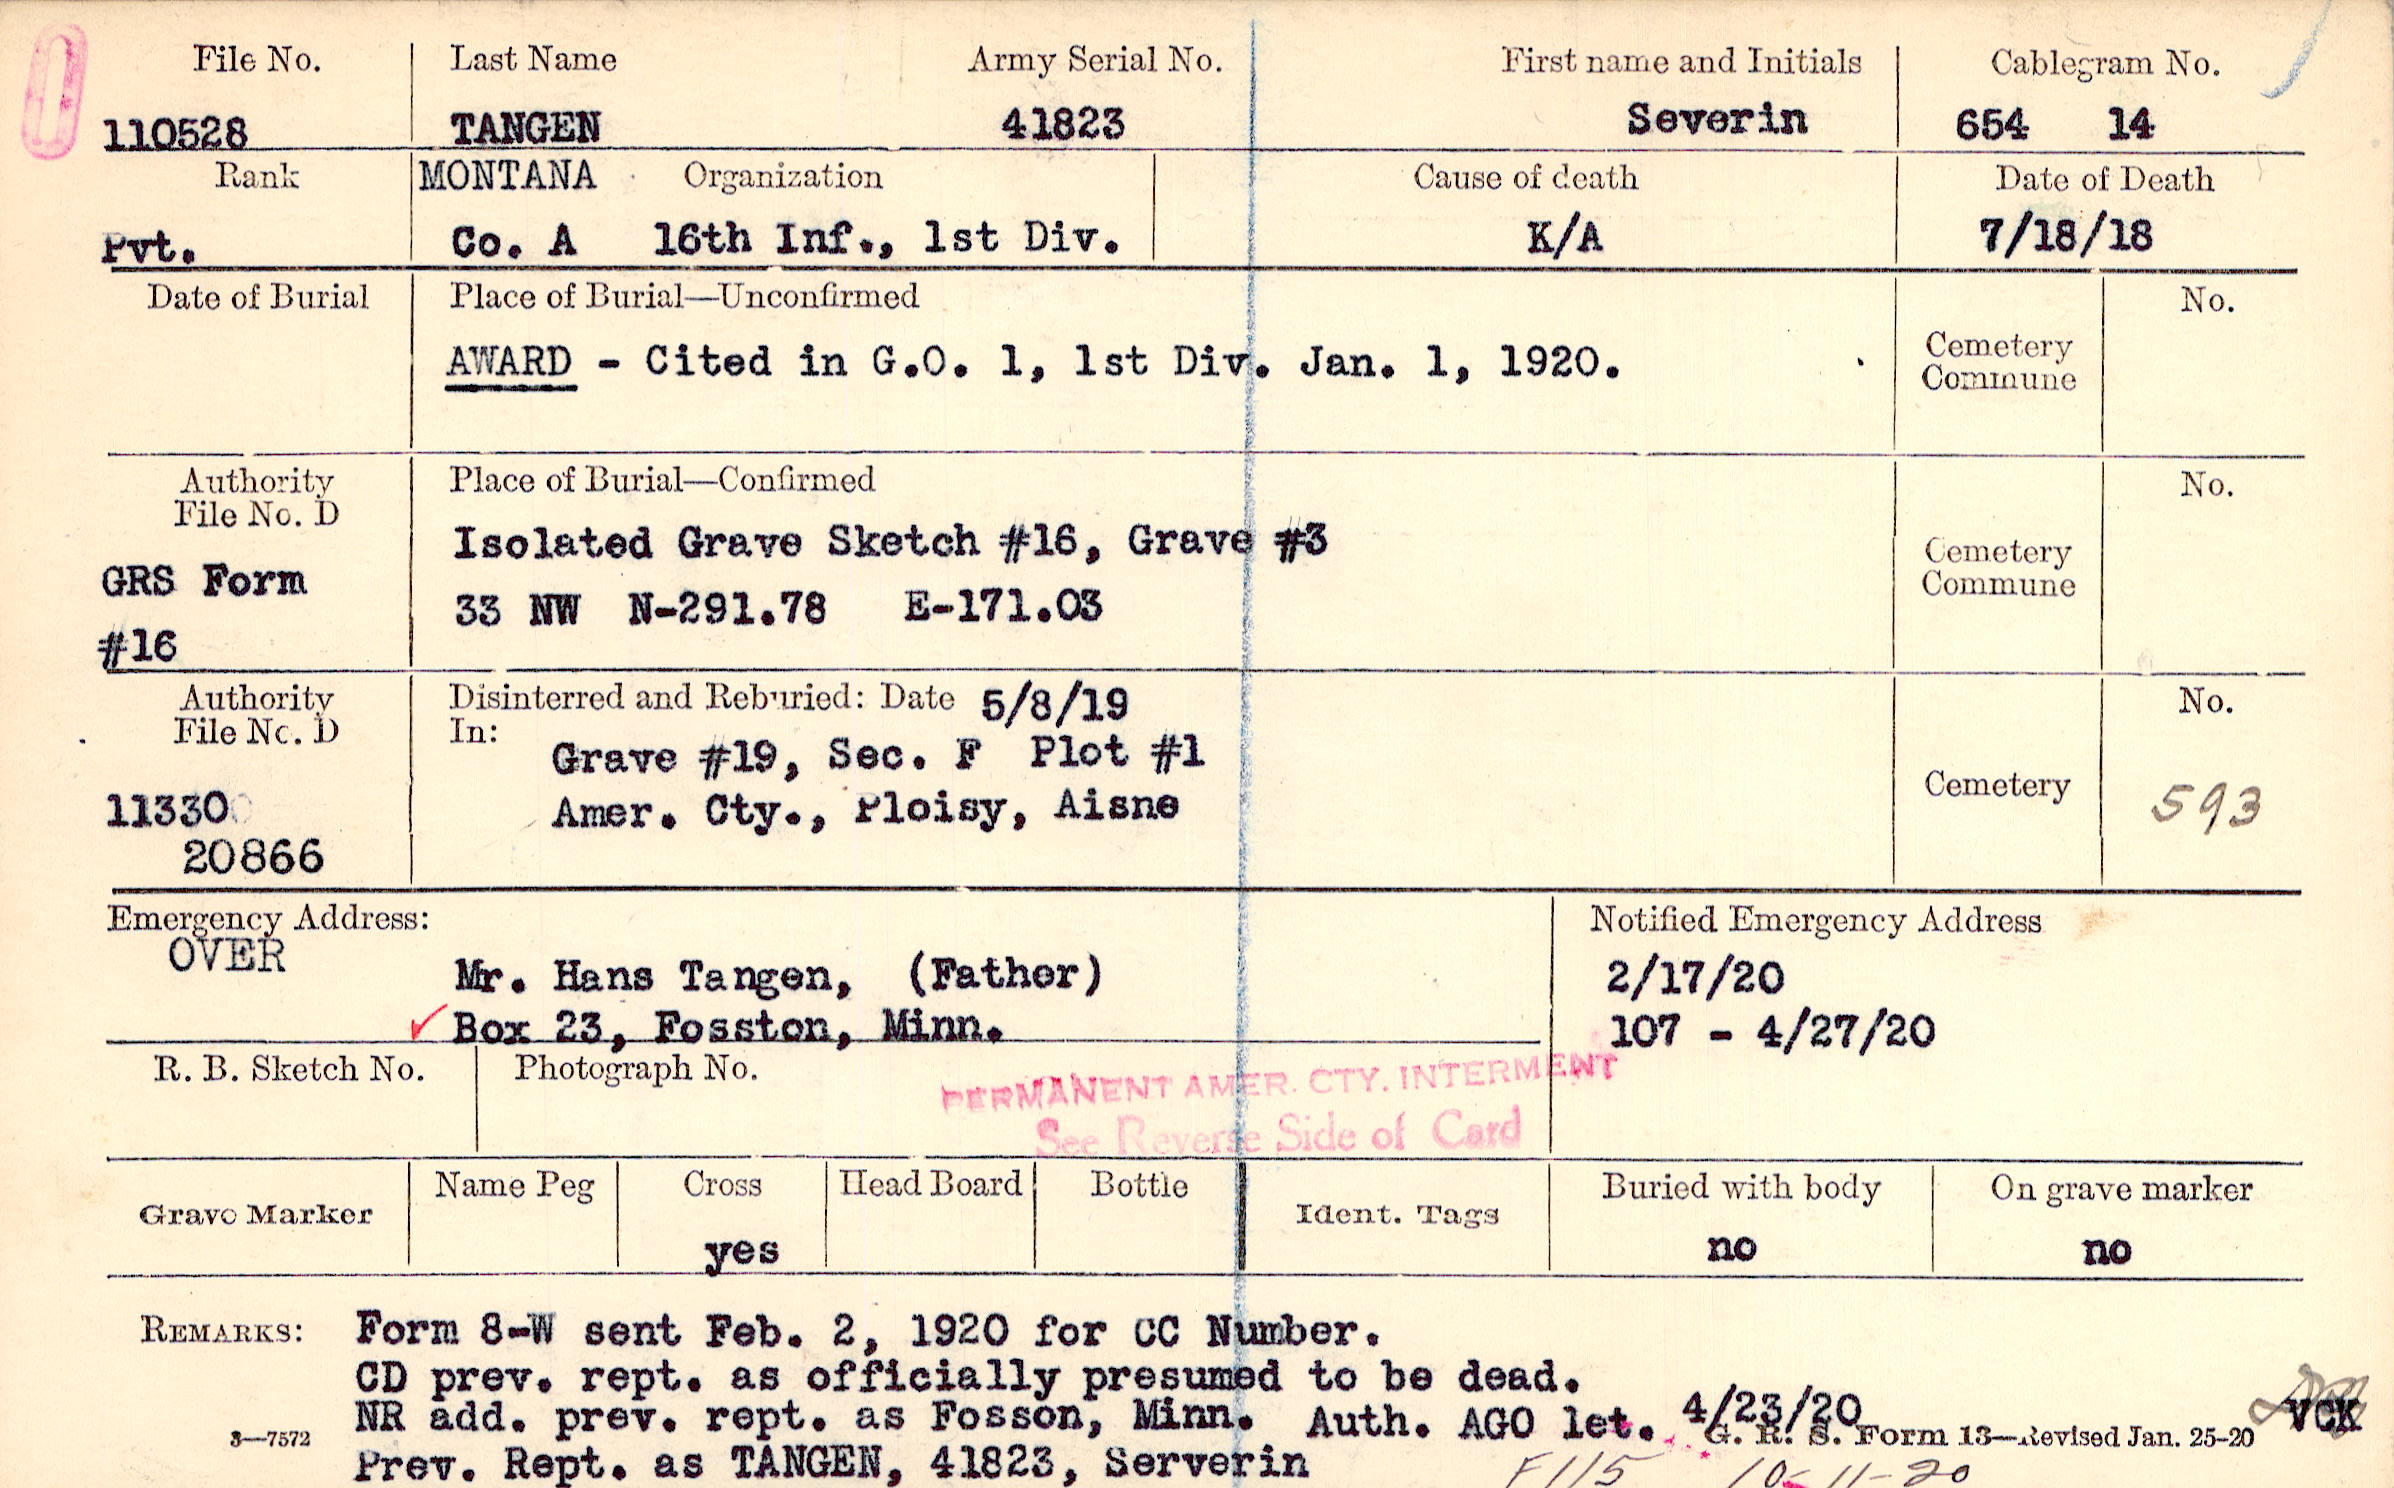 File No. Last Name Army Serial No. First name and Initials Cablegram No.
110528 TANGEN 41823 Severin 654 14
Rank MONTANA Organization Cause of death Date of Death
Pvt. Co. A 16th Inf., 1st Div. K/A 7/18/18
Date of Burial Place of Burial—Unconfirmed No.
AWARD - Cited in G.O. 1, 1st Div. Jan. 1, 1920.
Cemetery
Commune
Authority Place of Burial—Confirmed No.
File No. D
Isolated Grave Sketch #16, Grave #3
Cemetery
Commune
GRS Form
33 NW N-291.78 E-171.03
#16
Authority Disinterred and Reburied: Date 5/8/19 No.
File No. D In:
Grave #19, Sec. F Plot #1
Cemetery 593
11330 Amer. Cty., Ploisy, Aisne
20866
Emergency Address: Notified Emergency Address
OVER
Mr. Hans Tangen, (Father) 2/17/20
Box 23, Fosston, Minn. 107 - 4/27/20
R. B. Sketch No. Photograph No.
PERMANENT AMER. CTY. INTERMENT
See Reverse Side of Card
Grave Marker Name Peg Cross Head Board Bottle Ident. Tags Buried with body On grave marker
yes no no
REMARKS: Form 8-W sent Feb. 2, 1920 for CC Number.
CD prev. rept. as officially presumed to be dead.
NR add. prev. rept. as Fosson, Minn. Auth. AGO let. 4/23/20 VCK
3—7572 G. R. S. Form 13—Revised Jan. 25-20
Prev. Rept. as TANGEN, 41823, Serverin F115 10-11-20